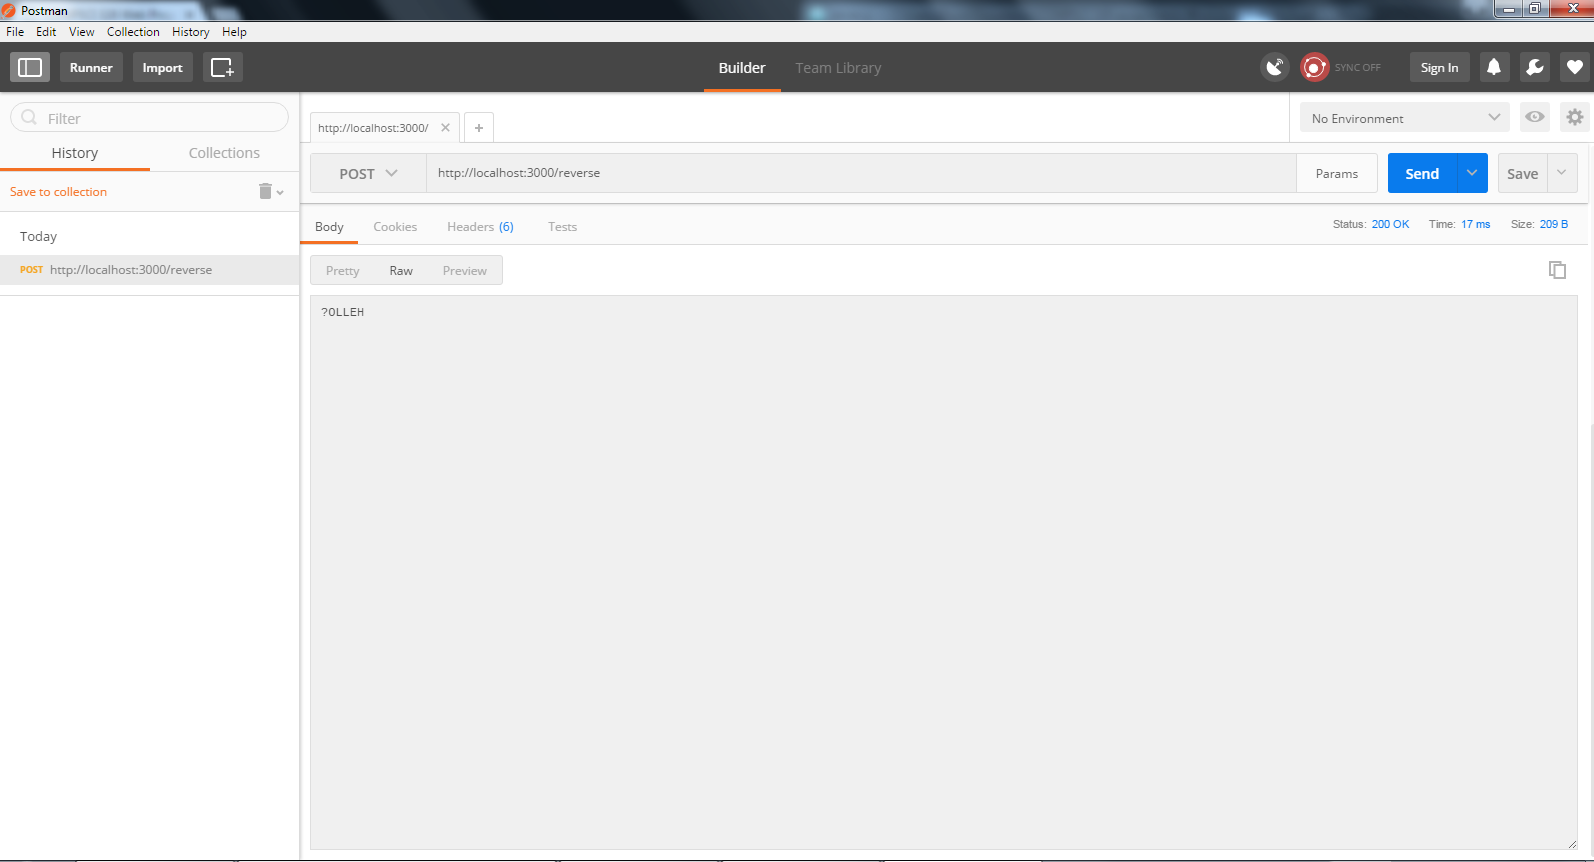 Postman
File Edit View Collection History Help
Runner Import Builder Team Library SYNC OFF Sign In
Filter
History Collections
Save to collection
Today
POST http://localhost:3000/reverse
http://localhost:3000/
No Environment
POST http://localhost:3000/reverse Params Send Save
Body Cookies Headers (6) Tests Status: 200 OK Time: 17 ms Size: 209 B
Pretty Raw Preview
?OLLEH